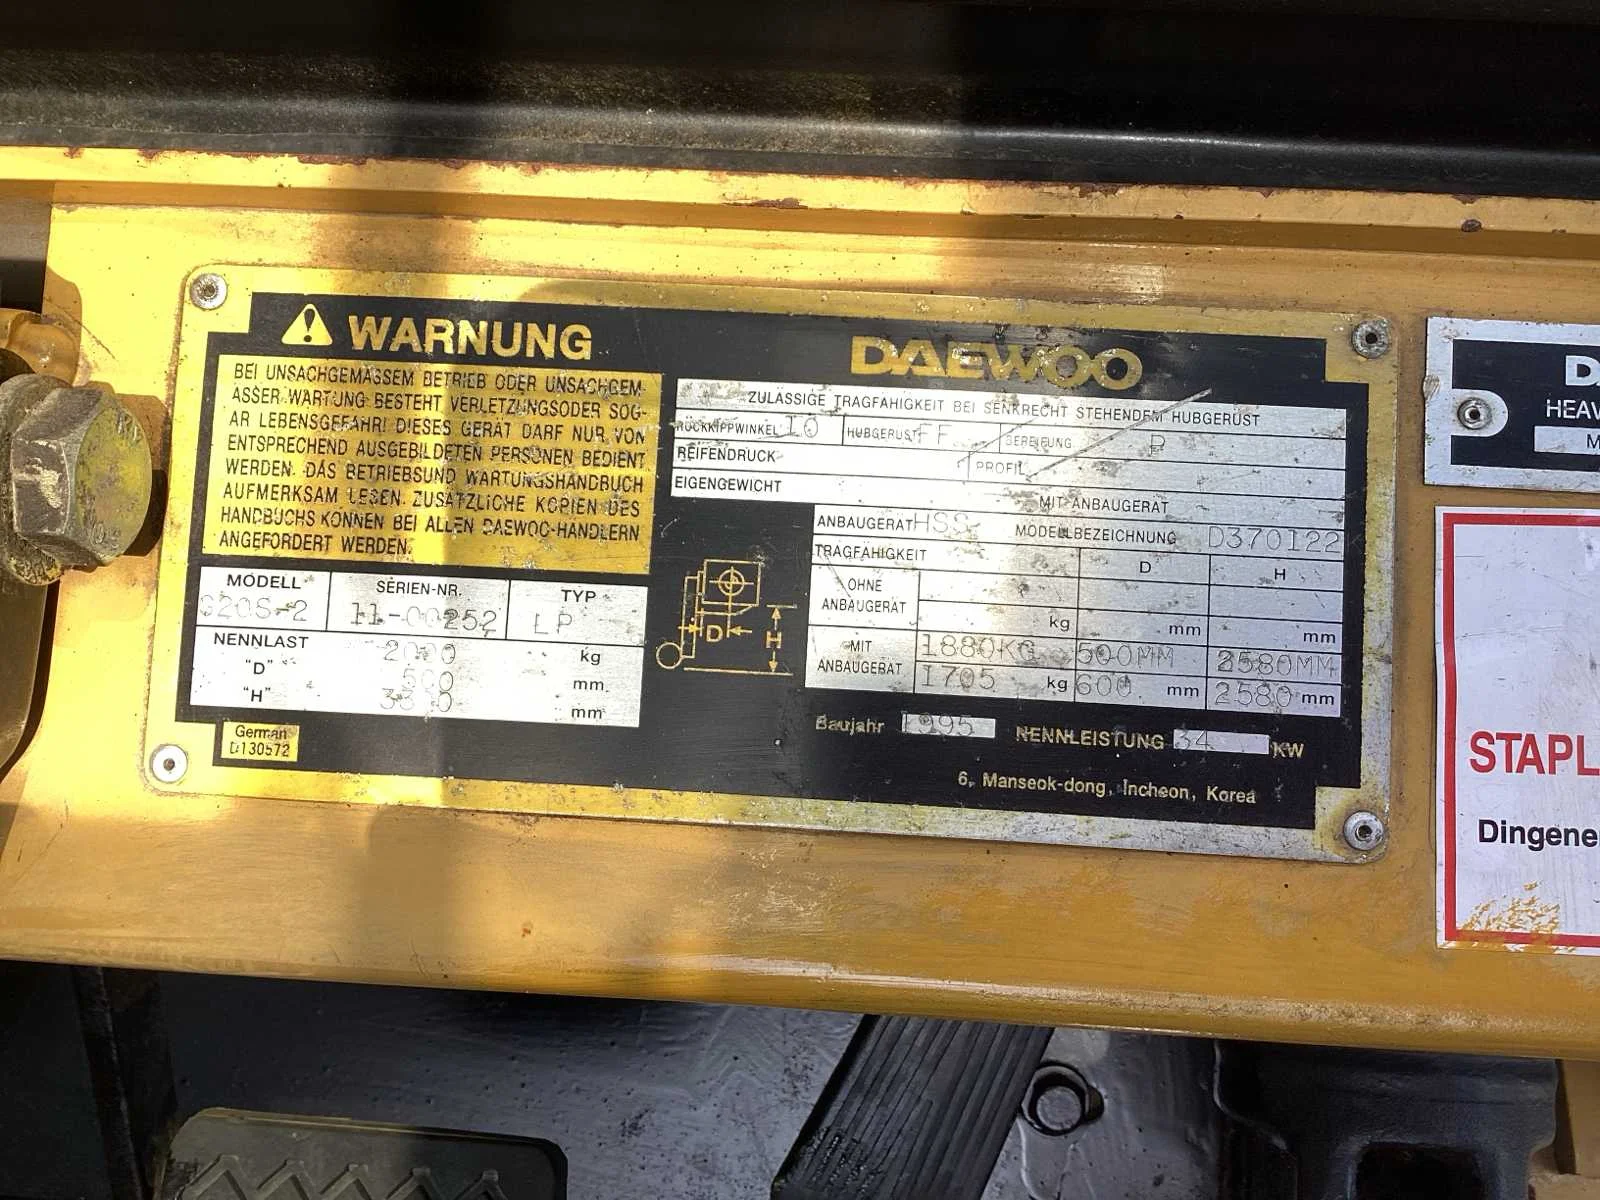 WARNUNG
BEI UNSACHGEMÄSSEM BETRIEB ODER UNSACHGEM-
ÄSSER WARTUNG BESTEHT VERLETZUNGSODER SOG-
AR LEBENSGEFAHR! DIESES GERÄT DARF NUR VON
ENTSPRECHEND AUSGEBILDETEN PERSONEN BEDIENT
WERDEN. DAS BETRIEBSUND WARTUNGSHANDBUCH
AUFMERKSAM LESEN. ZUSÄTZLICHE KOPIEN DES
HANDBUCHS KÖNNEN BEI ALLEN DAEWOO-HÄNDLERN
ANGEFORDERT WERDEN.
MODELL SERIEN-NR. TYP
G20S-2 11-00252 LP
NENNLAST 2000 kg
"D" 500 mm
"H" mm
German
D130572
DAEWOO
ZULÄSSIGE TRAGFÄHIGKEIT BEI SENKRECHT STEHENDEM HUBGERÜST
RÜCKKIPPWINKEL 10 HUBGERÜST FF BEREIFUNG P
REIFENDRUCK PROFIL
EIGENGEWICHT MIT ANBAUGERÄT
ANBAUGERÄT HSS MODELLBEZEICHNUNG D370122
TRAGFÄHIGKEIT D H
OHNE
ANBAUGERÄT kg mm mm
MIT
ANBAUGERÄT
1880KG 500MM 2580MM
1705 kg 600 mm 2580 mm
D H
Baujahr 1995 NENNLEISTUNG 34 KW
6, Manseok-dong, Incheon, Korea
D
HEAV
M
STAPL
Dingene